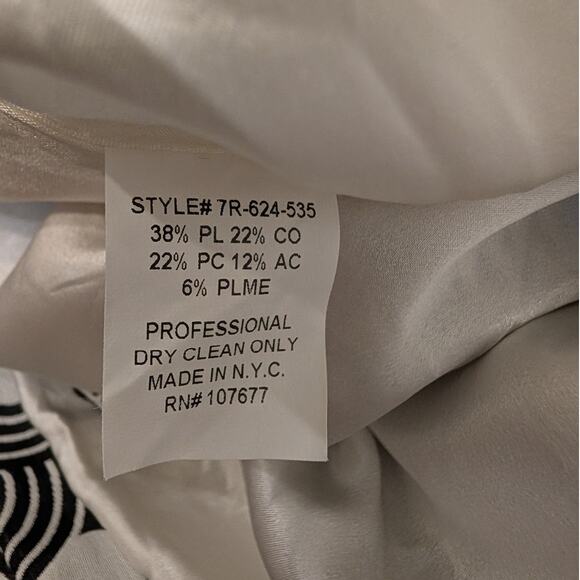 STYLE# 7R-624-535
38% PL 22% CO
22% PC 12% AC
6% PLME
PROFESSIONAL
DRY CLEAN ONLY
MADE IN N.Y.C.
RN# 107677